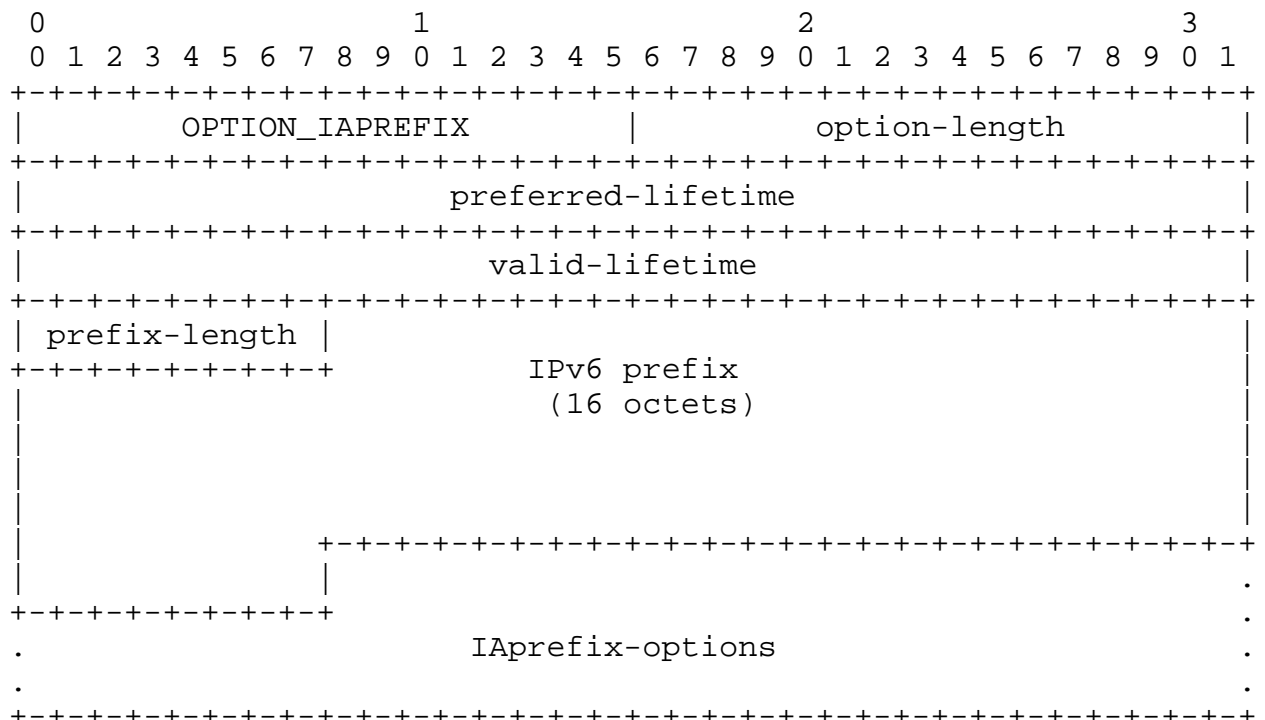 0                   1                   2                   3
 0 1 2 3 4 5 6 7 8 9 0 1 2 3 4 5 6 7 8 9 0 1 2 3 4 5 6 7 8 9 0 1
+-+-+-+-+-+-+-+-+-+-+-+-+-+-+-+-+-+-+-+-+-+-+-+-+-+-+-+-+-+-+-+-+
|        OPTION_IAPREFIX        |         option-length         |
+-+-+-+-+-+-+-+-+-+-+-+-+-+-+-+-+-+-+-+-+-+-+-+-+-+-+-+-+-+-+-+-+
|                      preferred-lifetime                       |
+-+-+-+-+-+-+-+-+-+-+-+-+-+-+-+-+-+-+-+-+-+-+-+-+-+-+-+-+-+-+-+-+
|                        valid-lifetime                         |
+-+-+-+-+-+-+-+-+-+-+-+-+-+-+-+-+-+-+-+-+-+-+-+-+-+-+-+-+-+-+-+-+
| prefix-length |                                               |
+-+-+-+-+-+-+-+-+          IPv6 prefix                          |
|                           (16 octets)                         |
|                                                               |
|                                                               |
|                                                               |
|               +-+-+-+-+-+-+-+-+-+-+-+-+-+-+-+-+-+-+-+-+-+-+-+-+
|               |                                               .
+-+-+-+-+-+-+-+-+                                               .
.                       IAprefix-options                        .
.                                                               .
+-+-+-+-+-+-+-+-+-+-+-+-+-+-+-+-+-+-+-+-+-+-+-+-+-+-+-+-+-+-+-+-+